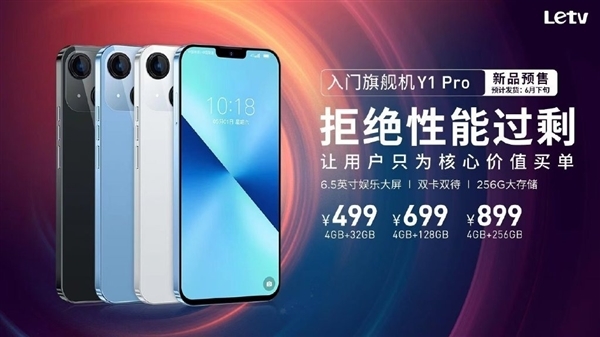 Letv
入门旗舰机Y1 Pro
新品预售
预计发货：6月下旬
拒绝性能过剩
让用户只为核心价值买单
6.5英寸娱乐大屏 | 双卡双待 | 256G大存储
¥499 ¥699 ¥899
4GB+32GB 4GB+128GB 4GB+256GB
10:18